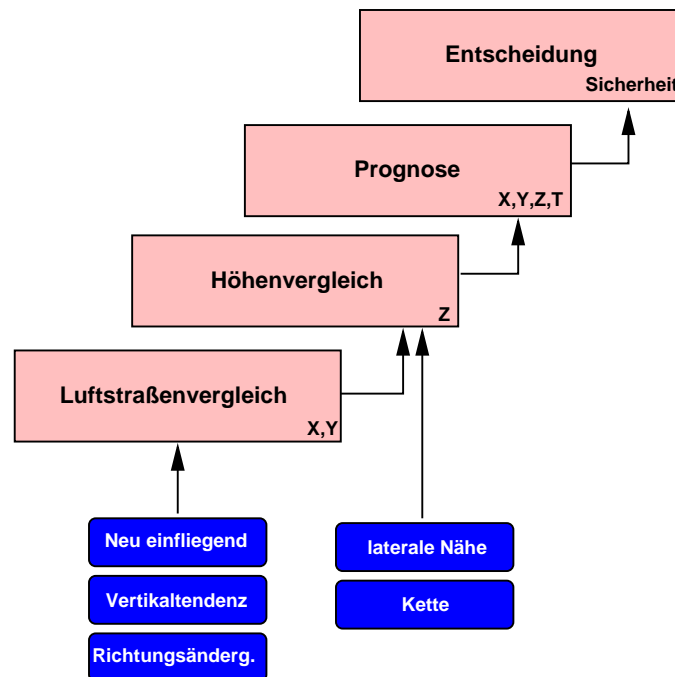 Entscheidung
Sicherheit
Prognose
X,Y,Z,T
Höhenvergleich
Z
Luftstraßenvergleich
X,Y
Neu einfliegend
laterale Nähe
Vertikaltendenz
Kette
Richtungsänderg.